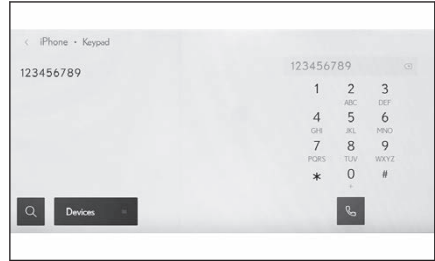 iPhone • Keypad
123456789
123456789
1 2 3
ABC DEF
4 5 6
GHI JKL MNO
7 8 9
PQRS TUV WXYZ
* 0 #
+
Devices